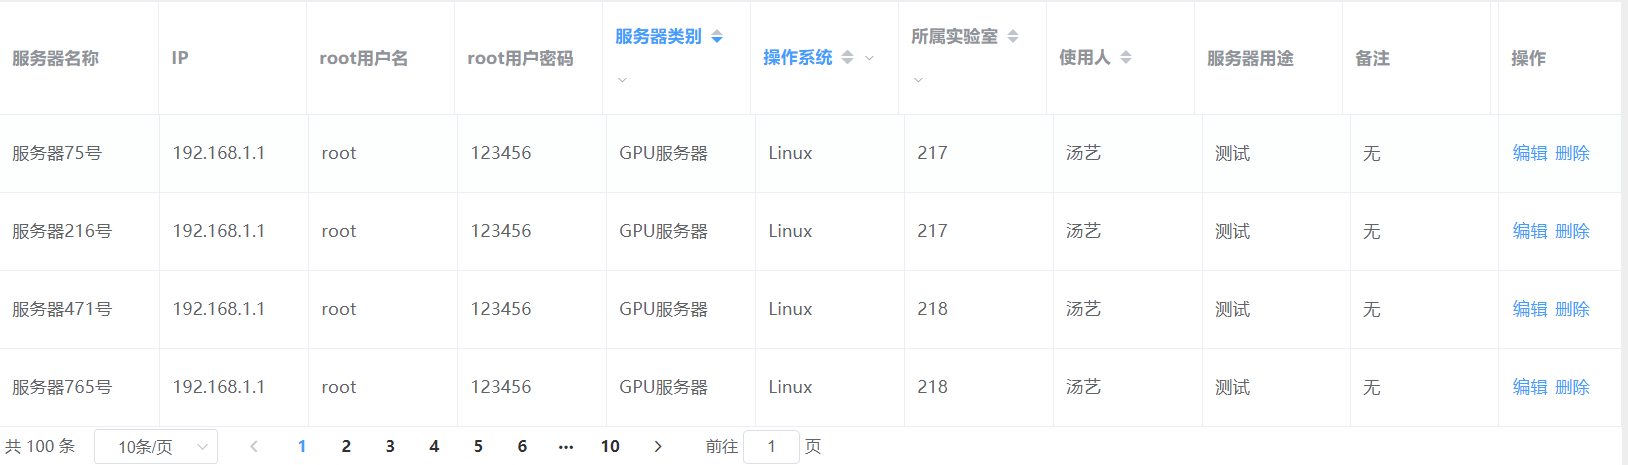 服务器名称 IP root用户名 root用户密码 服务器类别 操作系统 所属实验室 使用人 服务器用途 备注 操作
服务器75号 192.168.1.1 root 123456 GPU服务器 Linux 217 汤艺 测试 无 编辑 删除
服务器216号 192.168.1.1 root 123456 GPU服务器 Linux 217 汤艺 测试 无 编辑 删除
服务器471号 192.168.1.1 root 123456 GPU服务器 Linux 218 汤艺 测试 无 编辑 删除
服务器765号 192.168.1.1 root 123456 GPU服务器 Linux 218 汤艺 测试 无 编辑 删除
共 100 条 10条/页 1 2 3 4 5 6 ··· 10 前往 1 页